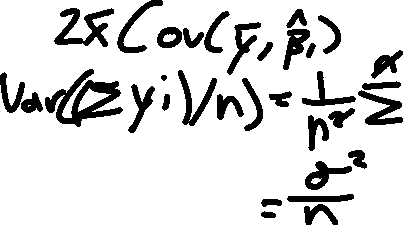 2x̄Cov(ȳ, β̂₁)
Var((Σyi)/n) = 1/n² Σ
= σ²/n